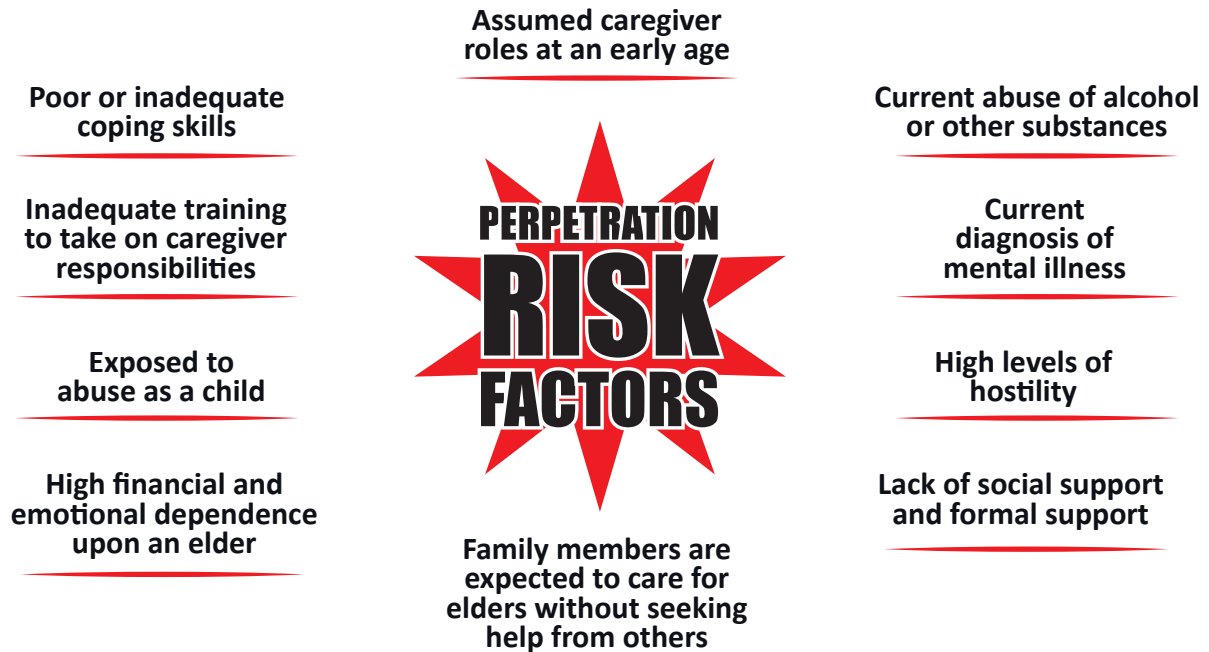 Assumed caregiver
roles at an early age
Poor or inadequate
coping skills
Inadequate training
to take on caregiver
responsibilities
Exposed to
abuse as a child
High financial and
emotional dependence
upon an elder
PERPETRATION
RISK
FACTORS
Current abuse of alcohol
or other substances
Current
diagnosis of
mental illness
High levels of
hostility
Lack of social support
and formal support
Family members are
expected to care for
elders without seeking
help from others